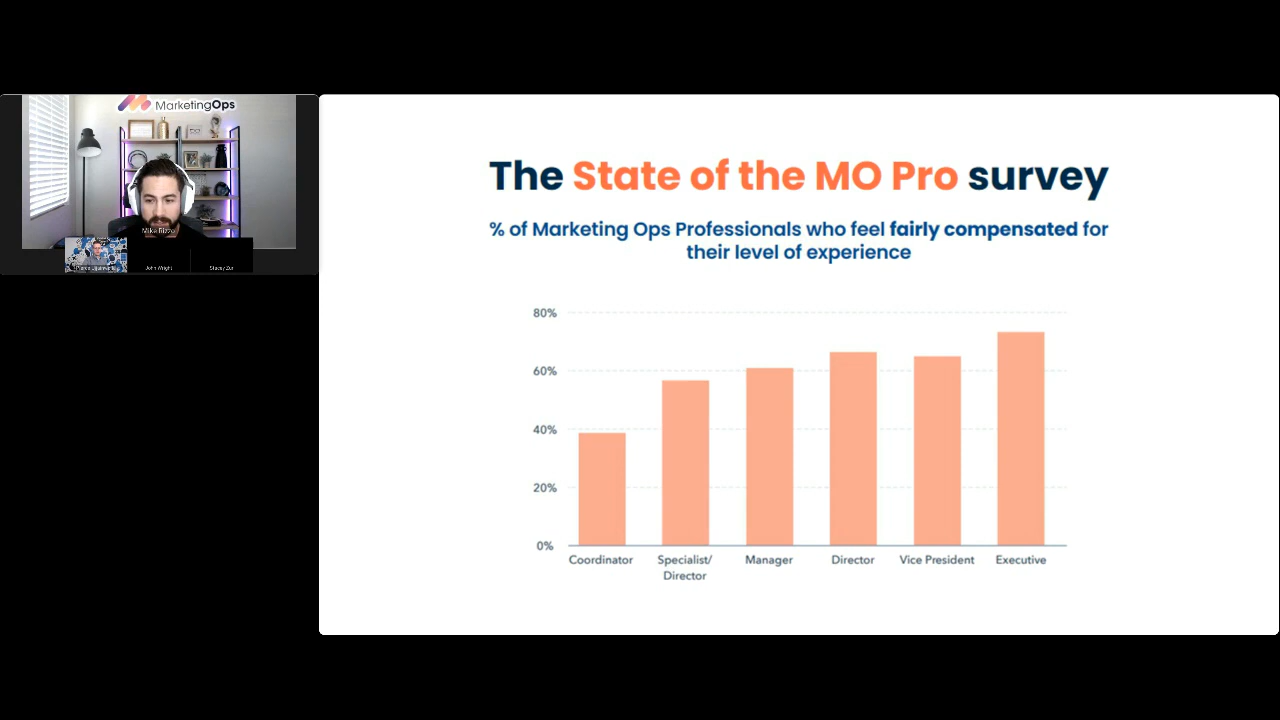 MarketingOps
Mike Rizzo
John Wright
Stacey Zur
The State of the MO Pro survey
% of Marketing Ops Professionals who feel fairly compensated for
their level of experience
80%
60%
40%
20%
0%
Coordinator
Specialist/
Director
Manager
Director
Vice President
Executive